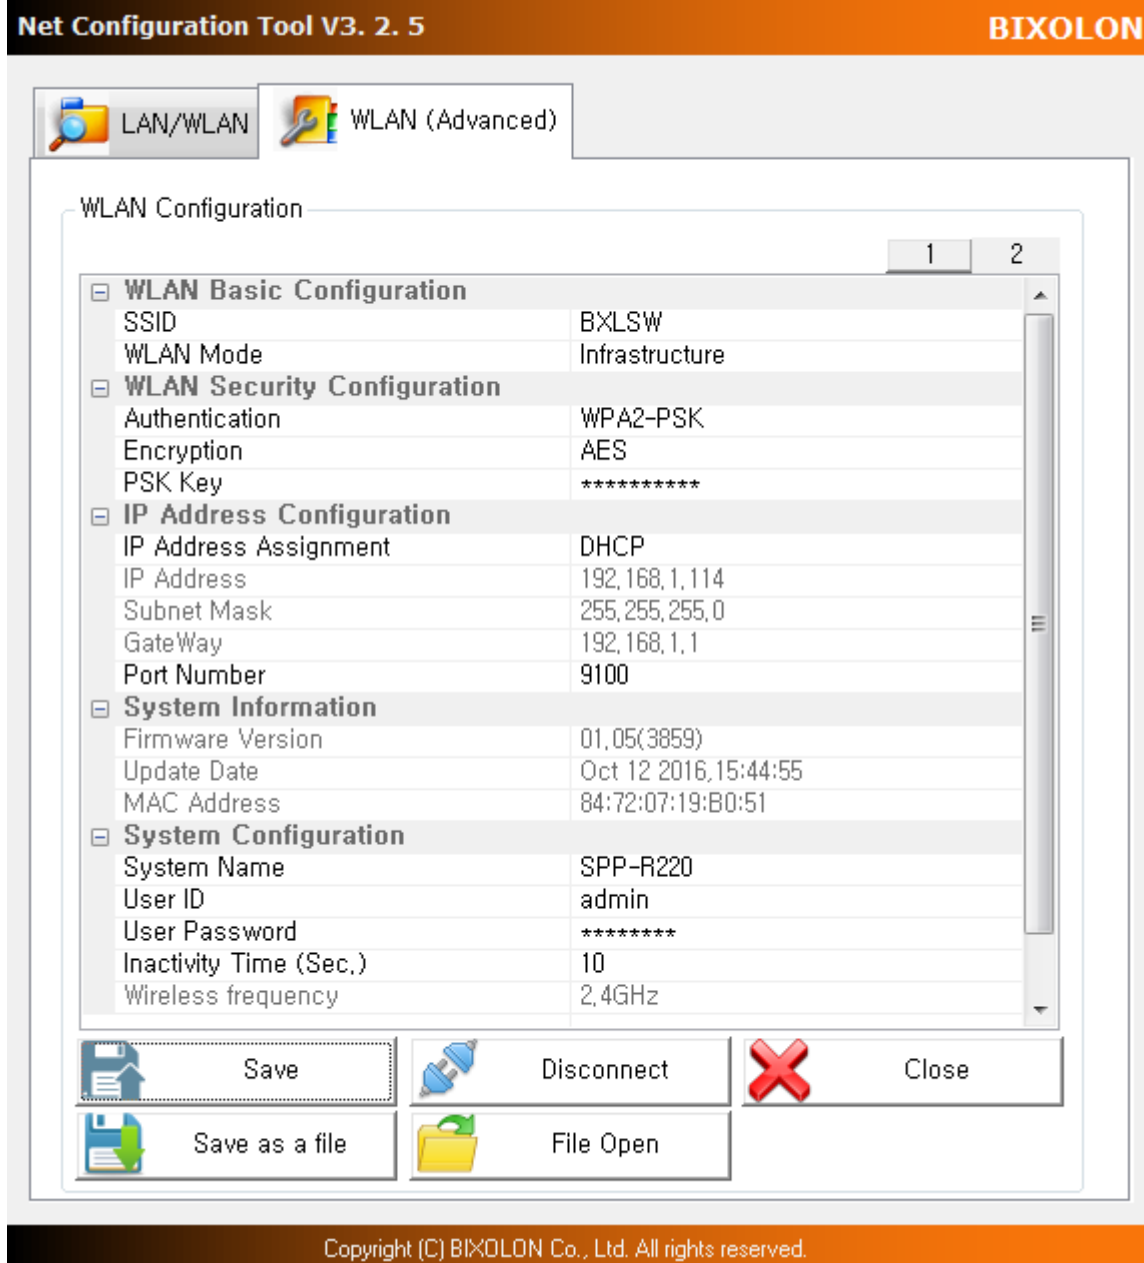 Net Configuration Tool V3. 2. 5 BIXOLON
LAN/WLAN WLAN (Advanced)
WLAN Configuration
1 2
WLAN Basic Configuration
SSID BXLSW
WLAN Mode Infrastructure
WLAN Security Configuration
Authentication WPA2-PSK
Encryption AES
PSK Key **********
IP Address Configuration
IP Address Assignment DHCP
IP Address 192,168,1,114
Subnet Mask 255,255,255,0
GateWay 192,168,1,1
Port Number 9100
System Information
Firmware Version 01,05(3859)
Update Date Oct 12 2016,15:44:55
MAC Address 84:72:07:19:B0:51
System Configuration
System Name SPP-R220
User ID admin
User Password ********
Inactivity Time (Sec,) 10
Wireless frequency 2,4GHz
Save Disconnect Close
Save as a file File Open
Copyright (C) BIXOLON Co., Ltd. All rights reserved.